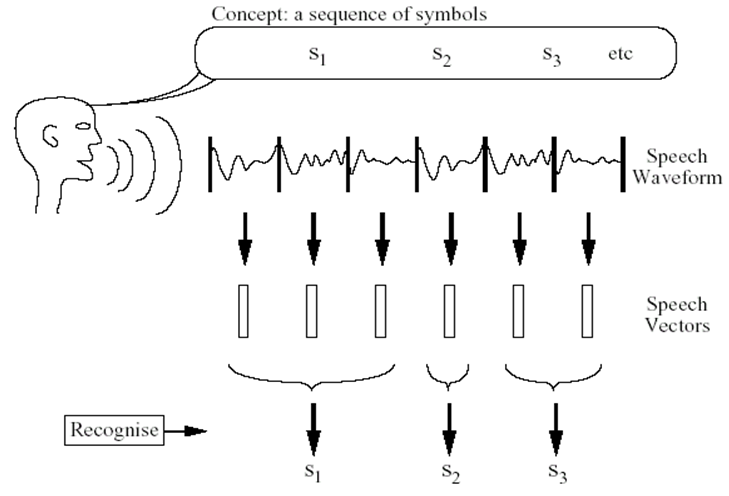 Concept: a sequence of symbols
S1 S2 S3 etc
Speech
Waveform
Speech
Vectors
Recognise
S1 S2 S3